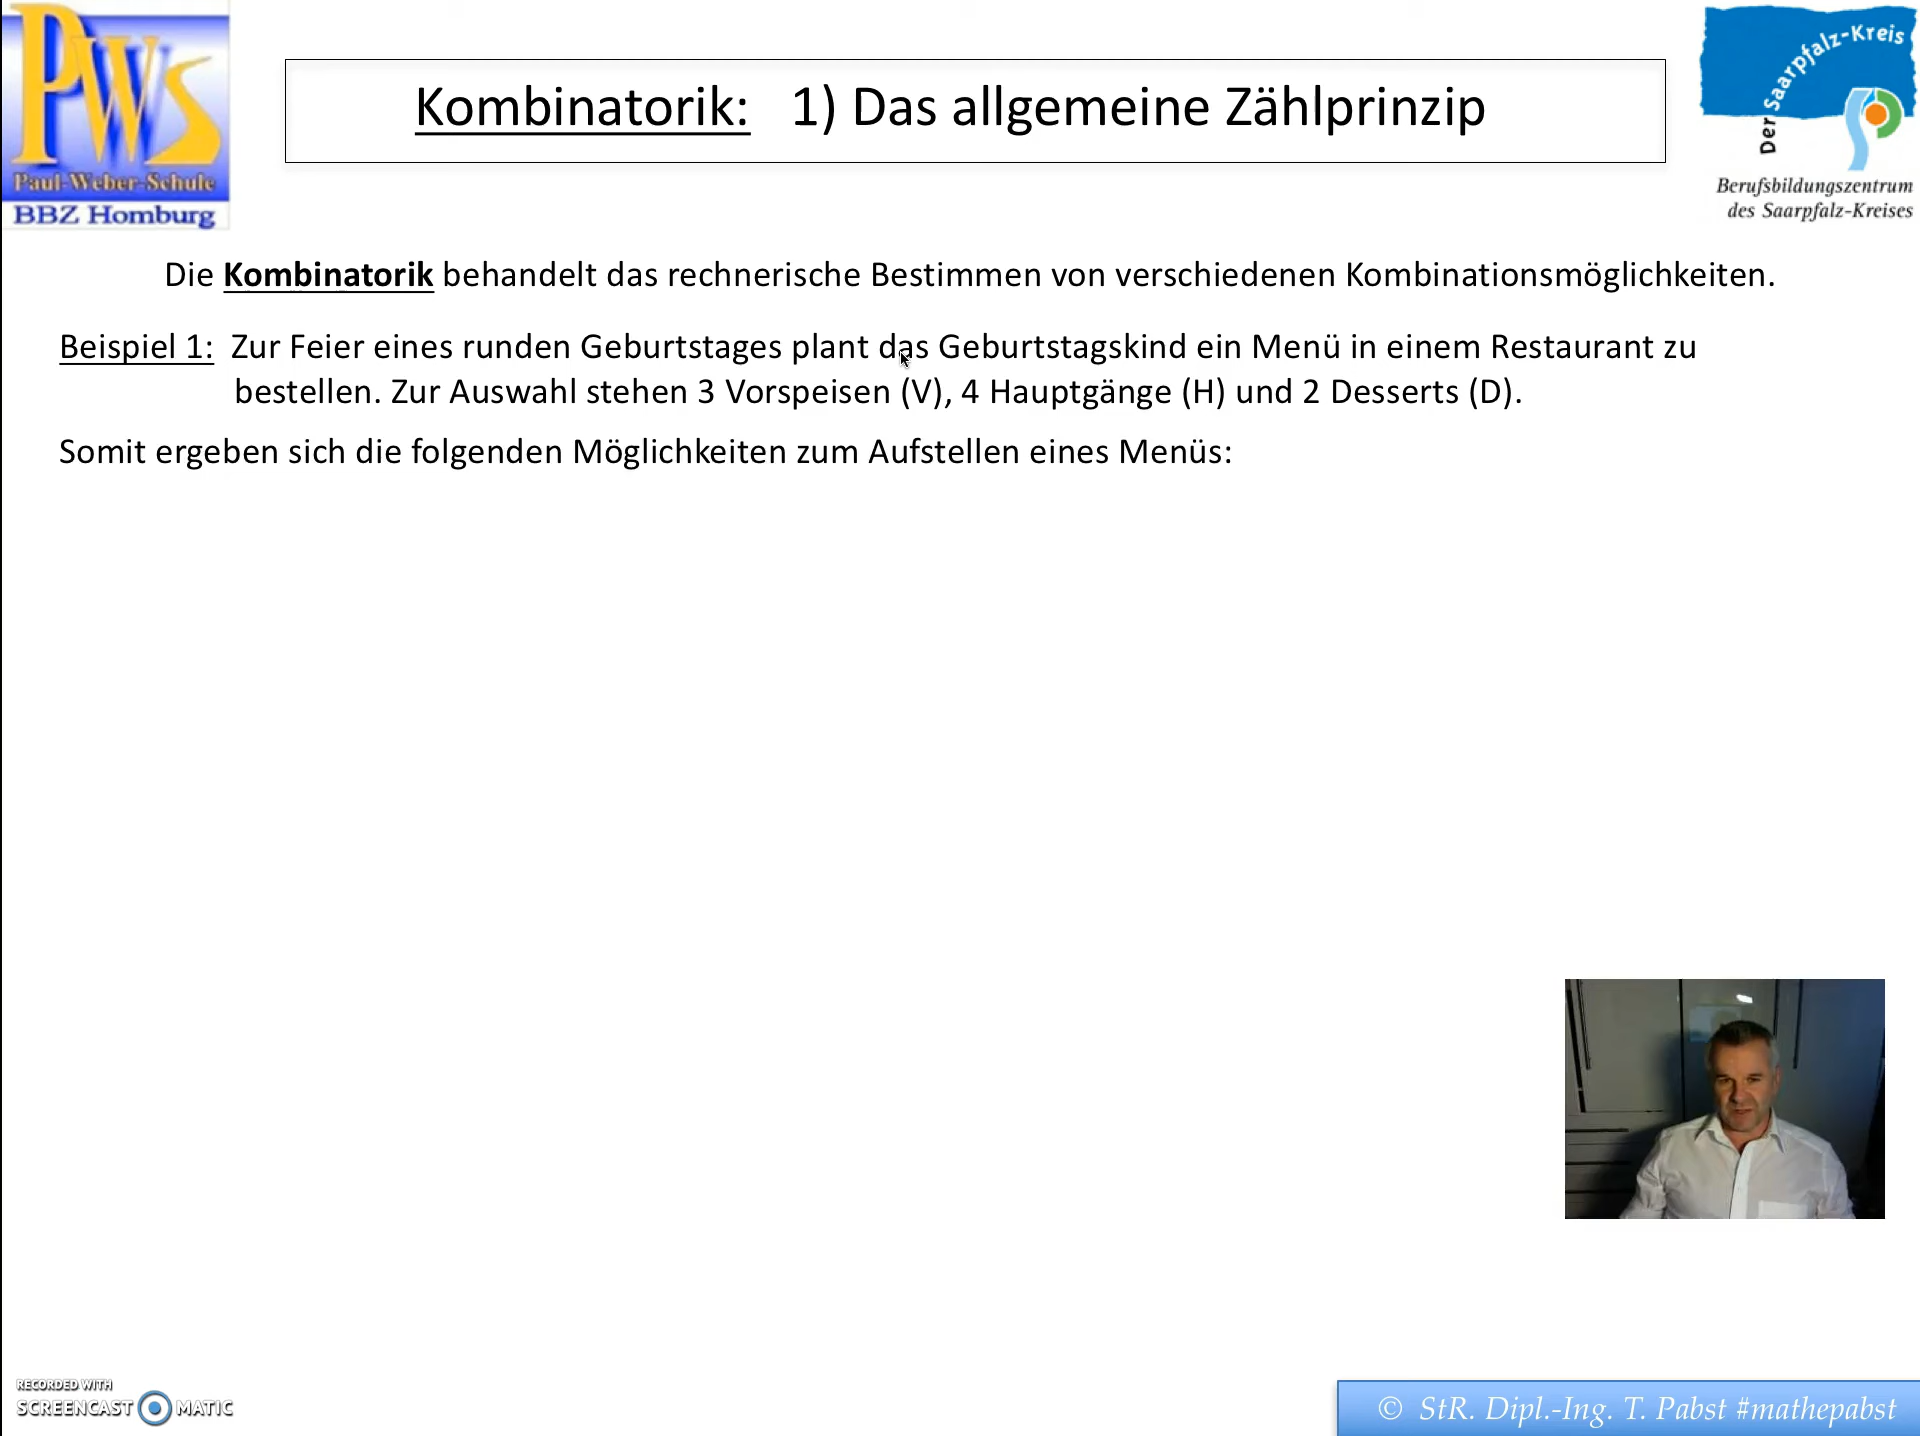 PWS
Paul-Weber-Schule
BBZ Homburg
Kombinatorik: 1) Das allgemeine Zählprinzip
Der Saarpfalz-Kreis
Berufsbildungszentrum
des Saarpfalz-Kreises
Die Kombinatorik behandelt das rechnerische Bestimmen von verschiedenen Kombinationsmöglichkeiten.
Beispiel 1: Zur Feier eines runden Geburtstages plant das Geburtstagskind ein Menü in einem Restaurant zu
bestellen. Zur Auswahl stehen 3 Vorspeisen (V), 4 Hauptgänge (H) und 2 Desserts (D).
Somit ergeben sich die folgenden Möglichkeiten zum Aufstellen eines Menüs:
RECORDED WITH
SCREENCAST MATIC
© StR. Dipl.-Ing. T. Pabst #mathepabst